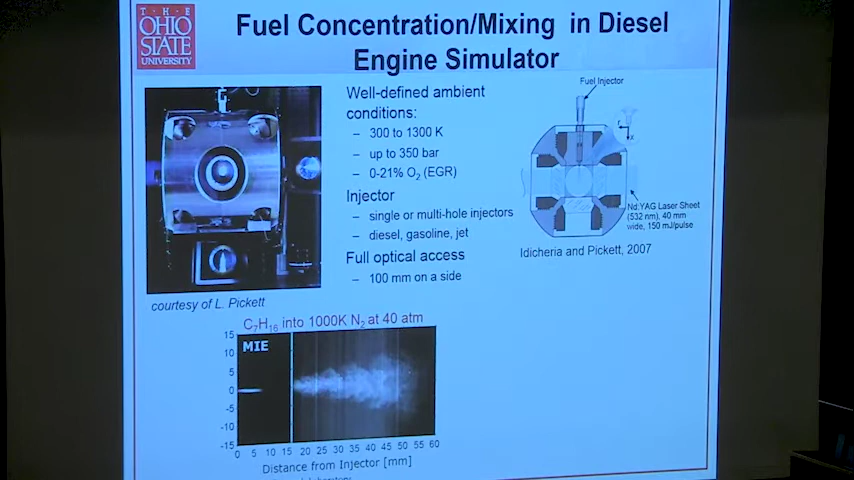 THE
OHIO
STATE
UNIVERSITY
Fuel Concentration/Mixing in Diesel
Engine Simulator
Well-defined ambient
conditions:
– 300 to 1300 K
– up to 350 bar
– 0-21% O₂ (EGR)
Injector
– single or multi-hole injectors
– diesel, gasoline, jet
Full optical access
– 100 mm on a side
courtesy of L. Pickett
Fuel Injector
r
x
Nd:YAG Laser Sheet
(532 nm), 40 mm
wide, 150 mJ/pulse
Idicheria and Pickett, 2007
C₇H₁₆ into 1000K N₂ at 40 atm
MIE
15
10
5
0
-5
-10
-15
0 5 10 15 20 25 30 35 40 45 50 55 60
Distance from Injector [mm]